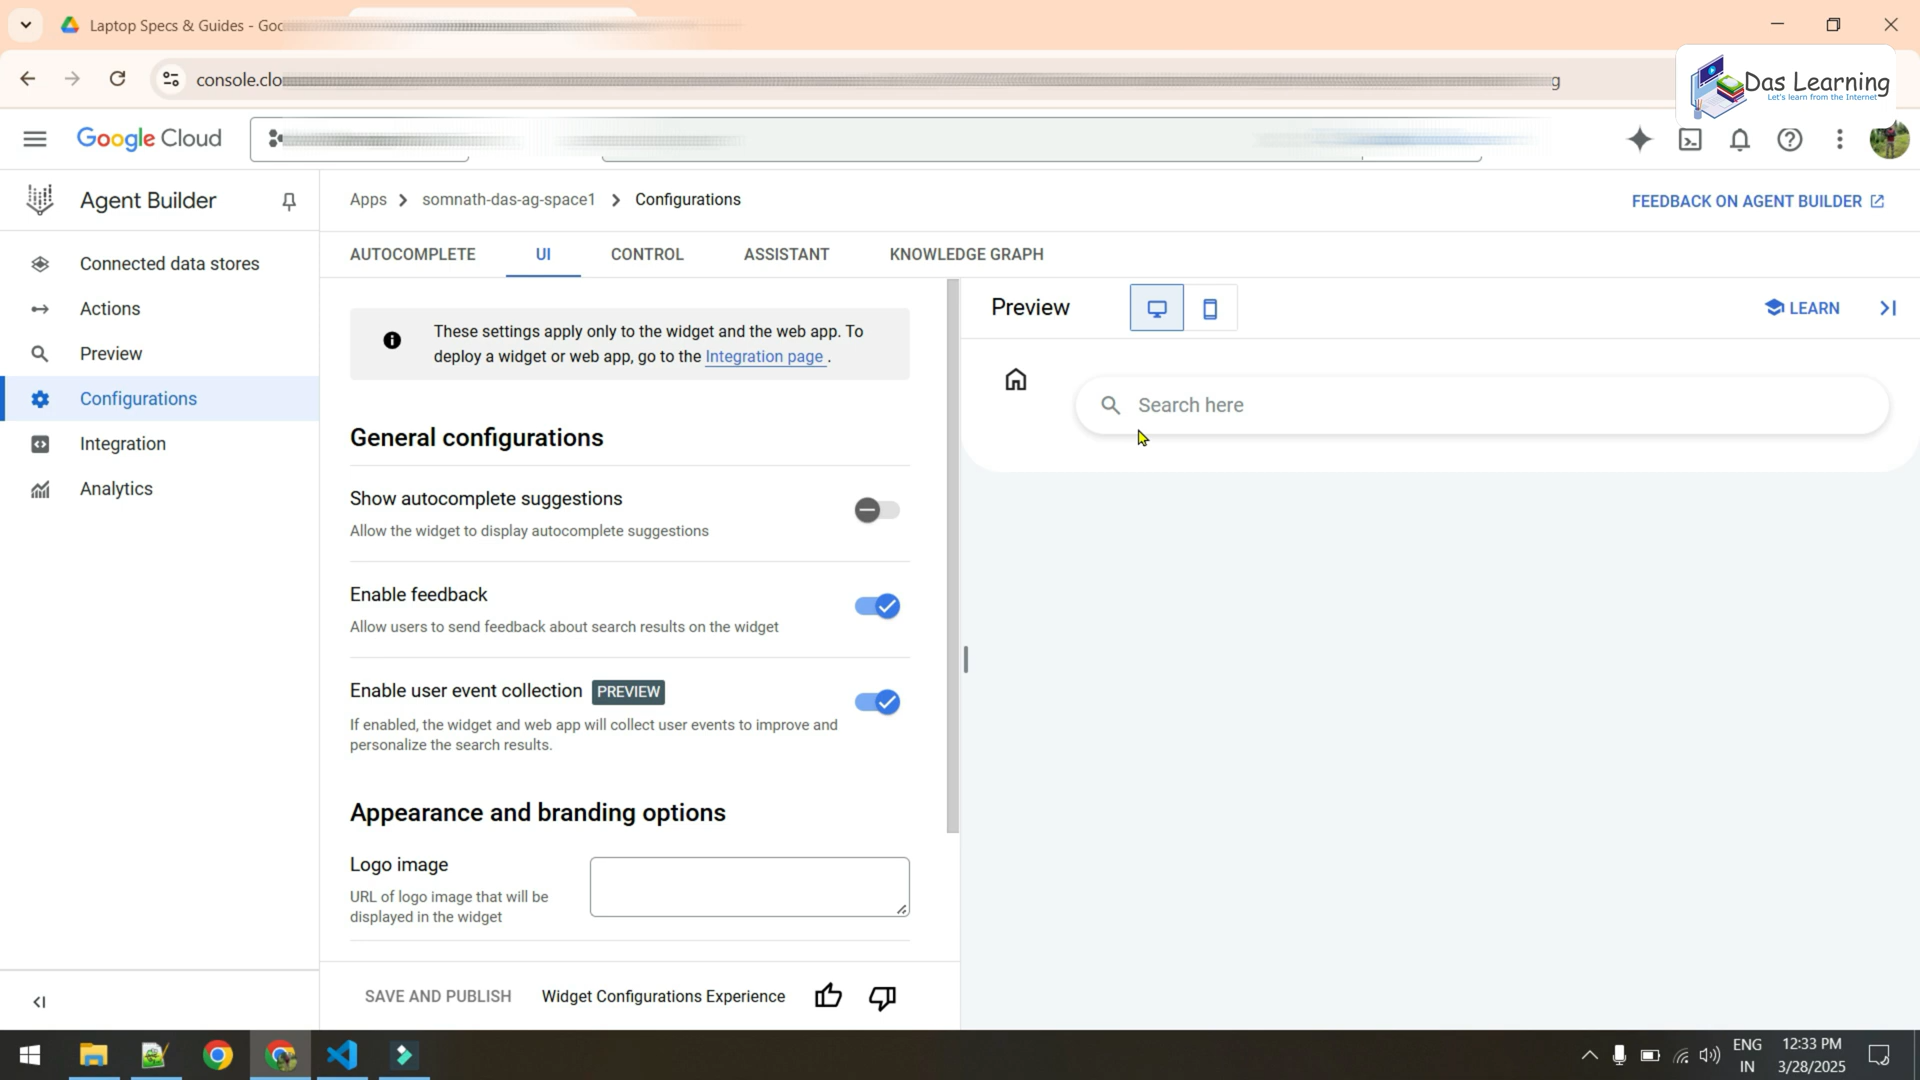 Laptop Specs & Guides - Goo
console.clo
g
Das Learning
Let's learn from the Internet
Google Cloud
Agent Builder
Apps
somnath-das-ag-space1
Configurations
FEEDBACK ON AGENT BUILDER
Connected data stores
Actions
Preview
Configurations
Integration
Analytics
AUTOCOMPLETE
UI
CONTROL
ASSISTANT
KNOWLEDGE GRAPH
These settings apply only to the widget and the web app. To
deploy a widget or web app, go to the Integration page .
General configurations
Show autocomplete suggestions
Allow the widget to display autocomplete suggestions
Enable feedback
Allow users to send feedback about search results on the widget
Enable user event collection PREVIEW
If enabled, the widget and web app will collect user events to improve and
personalize the search results.
Appearance and branding options
Logo image
URL of logo image that will be
displayed in the widget
SAVE AND PUBLISH
Widget Configurations Experience
Preview
LEARN
Search here
ENG
IN
12:33 PM
3/28/2025